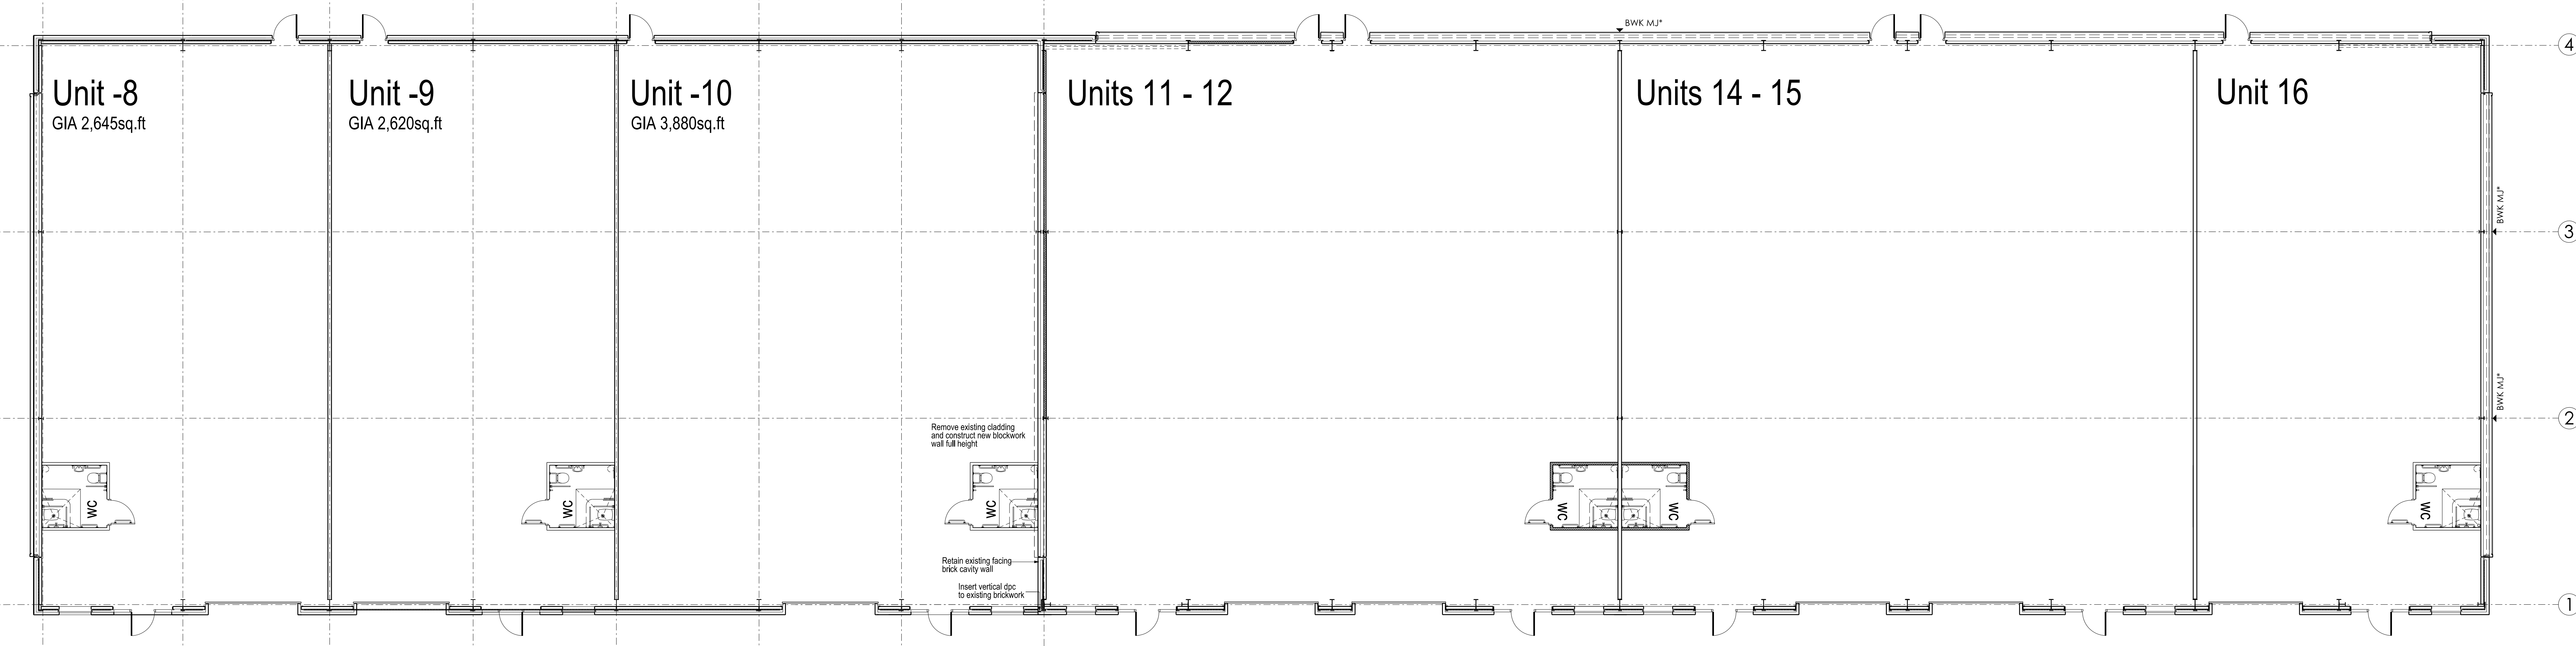 BWK MJ*
4
Unit -8
GIA 2,645sq.ft
Unit -9
GIA 2,620sq.ft
Unit -10
GIA 3,880sq.ft
Units 11 - 12
Units 14 - 15
Unit 16
BWK MJ*
3
BWK MJ*
2
Remove existing cladding
and construct new blockwork
wall full height
WC
WC
WC
WC
WC
WC
Retain existing facing
brick cavity wall
Insert vertical dpc
to existing brickwork
1